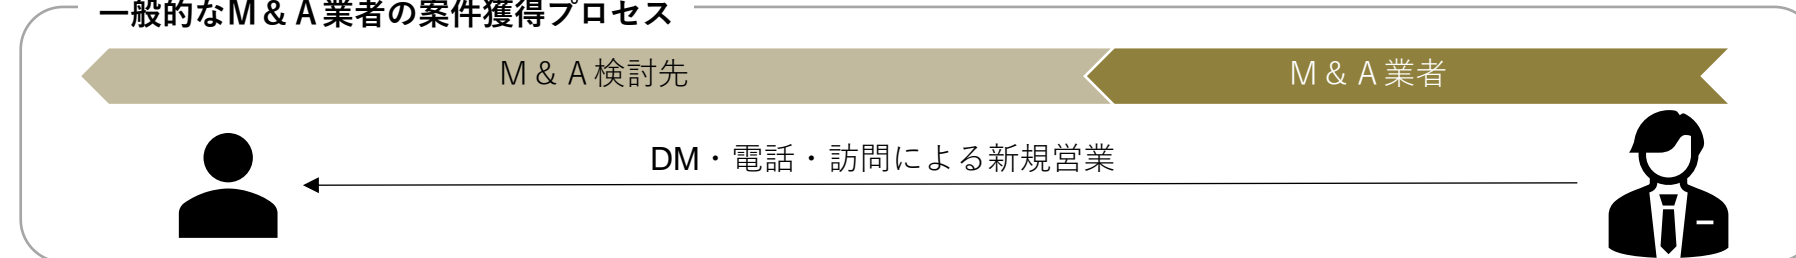 一般的なＭ＆Ａ業者の案件獲得プロセス
Ｍ＆Ａ検討先
Ｍ＆Ａ業者
DM・電話・訪問による新規営業